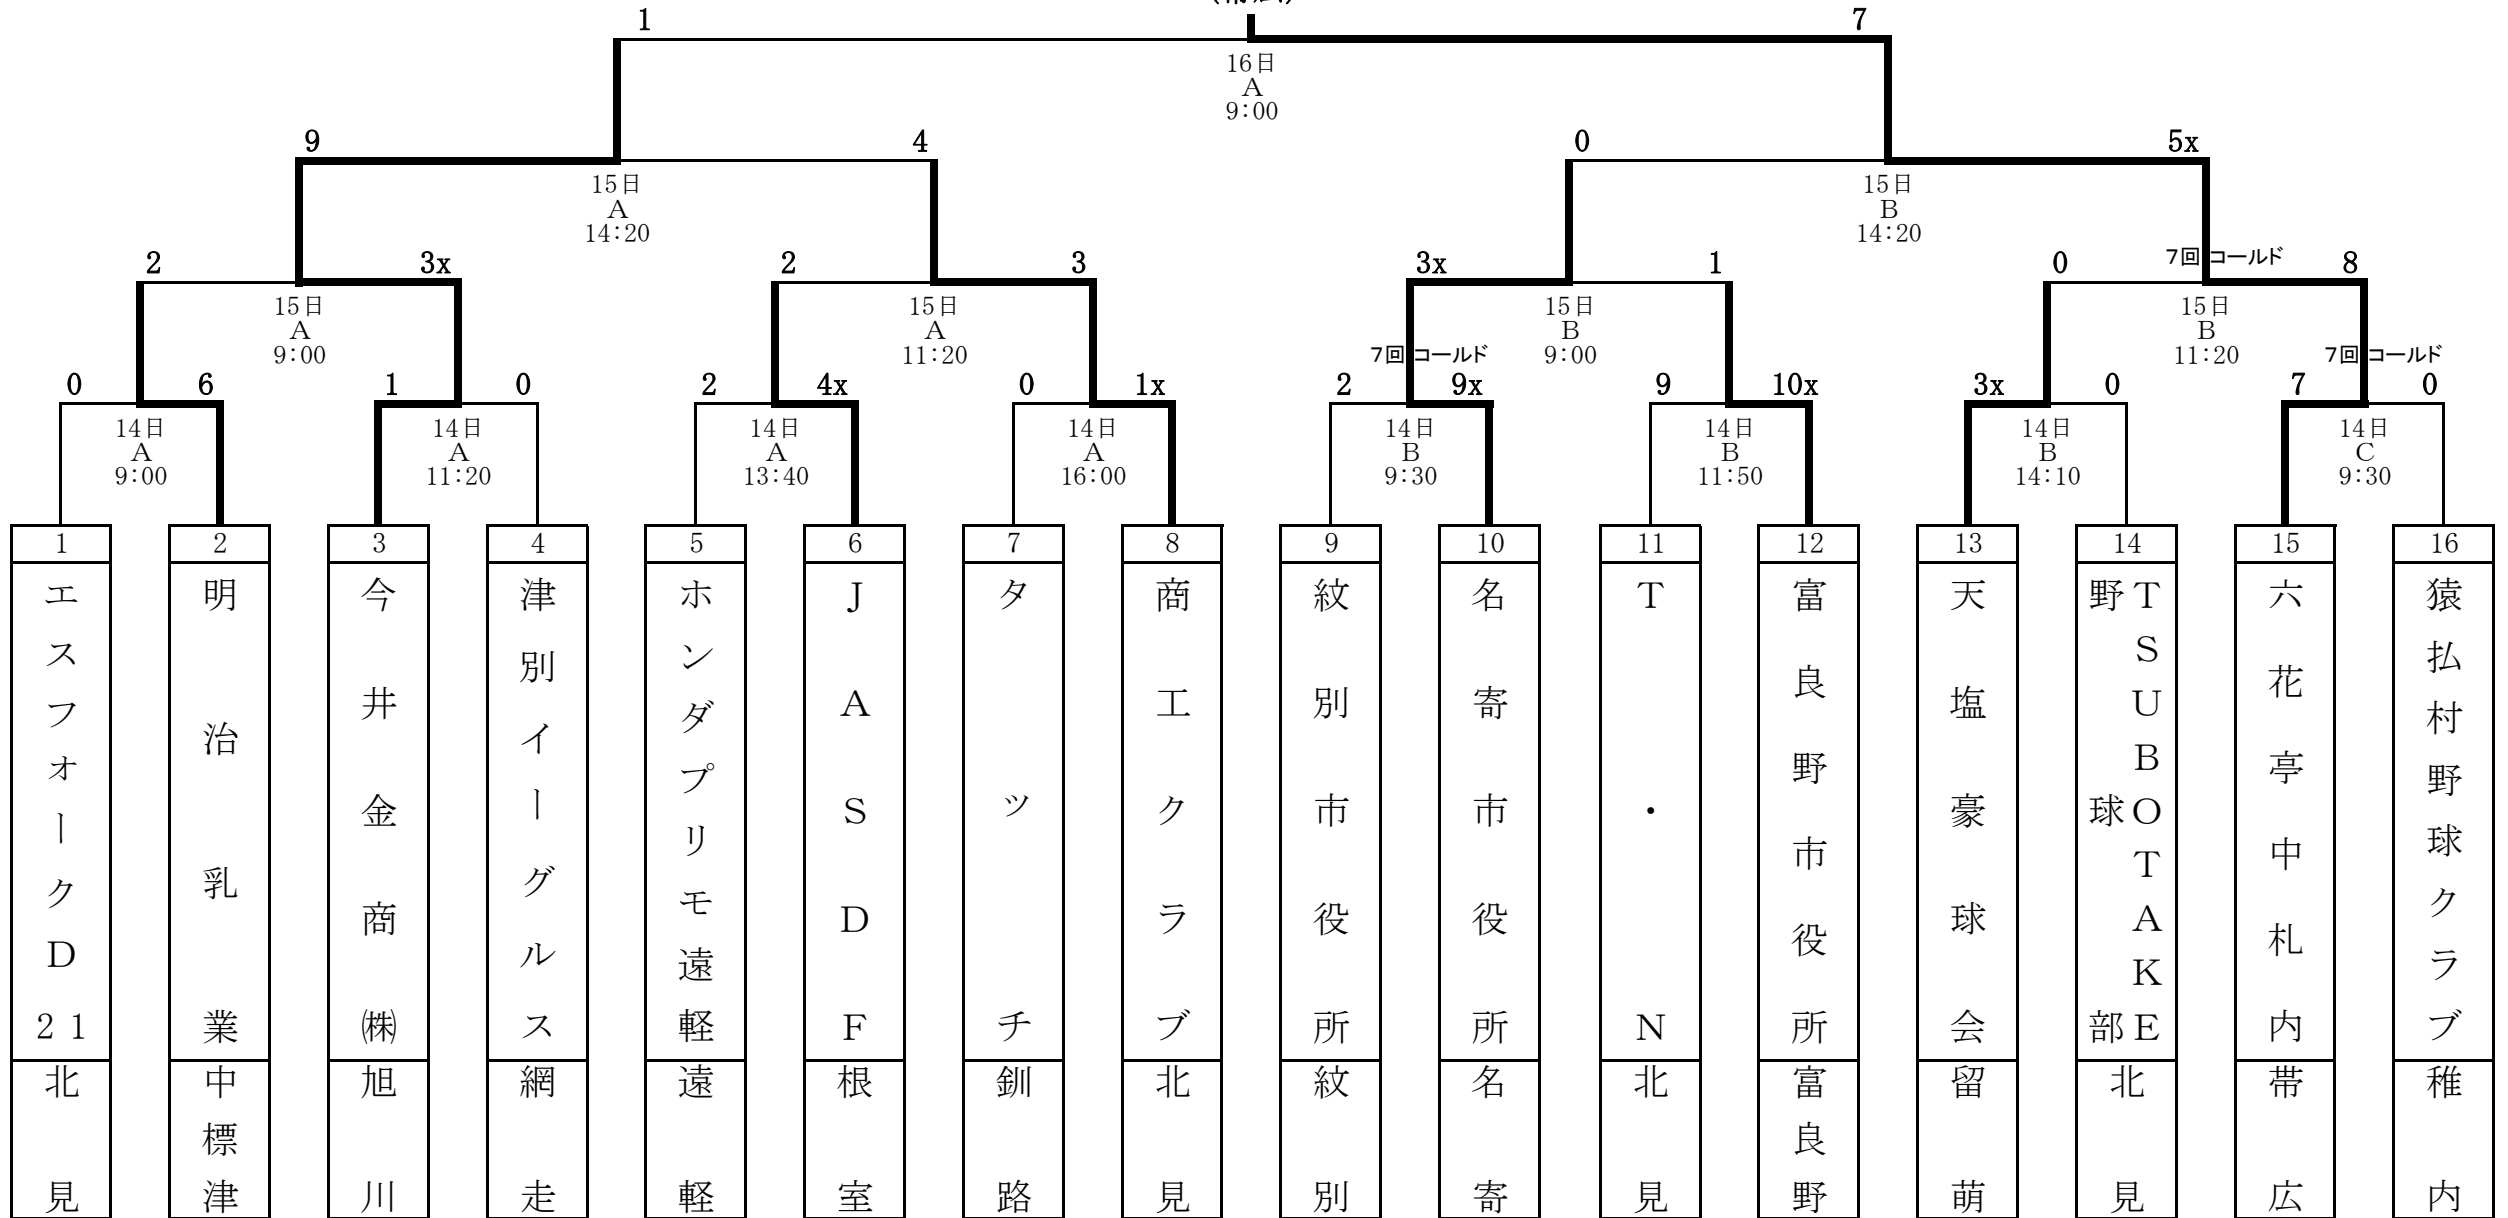 1 7
16日
A
9:00
9 4 0 5x
15日
A
14:20
15日
B
14:20
2 3x 2 3 3x 1 0 7回 コールド 8
15日
A
9:00
15日
A
11:20
15日
B
9:00
15日
B
11:20
7回 コールド
7回 コールド
0 6 1 0 2 4x 0 1x 2 9x 9 10x 3x 0 7 0
14日
A
9:00
14日
A
11:20
14日
A
13:40
14日
A
16:00
14日
B
9:30
14日
B
11:50
14日
B
14:10
14日
C
9:30
1
エスフォークD21
北見
2
明治乳業
中標津
3
今井金商㈱
旭川
4
津別イーグルス
網走
5
ホンダプリモ遠軽
遠軽
6
JASDF
根室
7
タッチ
釧路
8
商工クラブ
北見
9
紋別市役所
紋別
10
名寄市役所
名寄
11
T・N
北見
12
富良野市役所
富良野
13
天塩豪球会
留萌
14
TSUBOTAKE
野球部
北見
15
六花亭中札内
帯広
16
猿払村野球クラブ
稚内